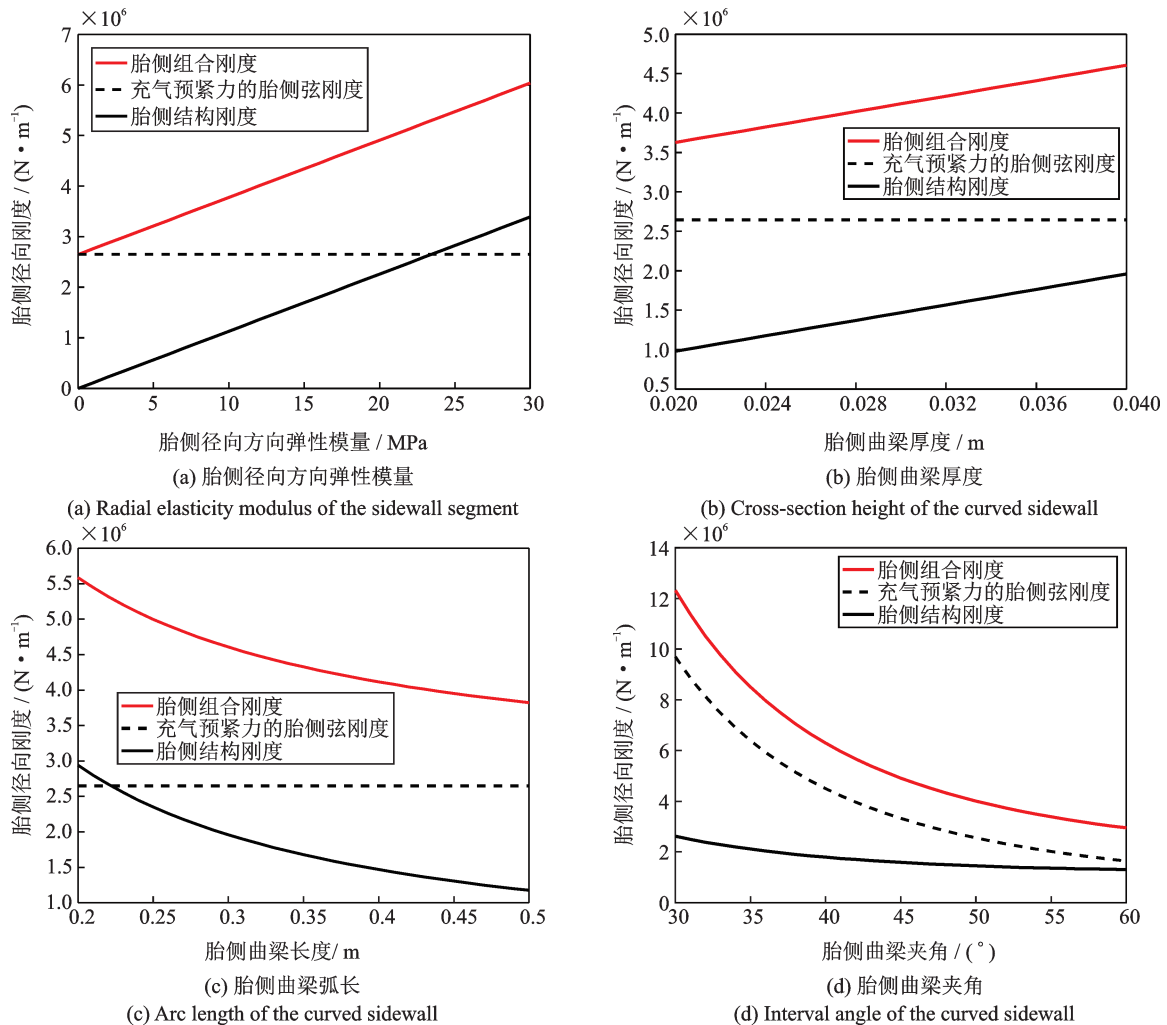 ×10⁶
7
6
5
4
3
2
1
0
胎侧组合刚度
充气预紧力的胎侧弦刚度
胎侧结构刚度
胎侧径向刚度 / (N·m⁻¹)
0 5 10 15 20 25 30
胎侧径向方向弹性模量 / MPa
(a) 胎侧径向方向弹性模量
(a) Radial elasticity modulus of the sidewall segment
×10⁶
5.0
4.5
4.0
3.5
3.0
2.5
2.0
1.5
1.0
0.5
胎侧组合刚度
充气预紧力的胎侧弦刚度
胎侧结构刚度
胎侧径向刚度 / (N·m⁻¹)
0.020 0.024 0.028 0.032 0.036 0.040
胎侧曲梁厚度 / m
(b) 胎侧曲梁厚度
(b) Cross-section height of the curved sidewall
×10⁶
6.0
5.5
5.0
4.5
4.0
3.5
3.0
2.5
2.0
1.5
1.0
胎侧组合刚度
充气预紧力的胎侧弦刚度
胎侧结构刚度
胎侧径向刚度 / (N·m⁻¹)
0.2 0.25 0.3 0.35 0.4 0.45 0.5
胎侧曲梁长度/ m
(c) 胎侧曲梁弧长
(c) Arc length of the curved sidewall
×10⁶
14
12
10
8
6
4
2
0
胎侧组合刚度
充气预紧力的胎侧弦刚度
胎侧结构刚度
胎侧径向刚度 / (N·m⁻¹)
30 35 40 45 50 55 60
胎侧曲梁夹角 / (°)
(d) 胎侧曲梁夹角
(d) Interval angle of the curved sidewall